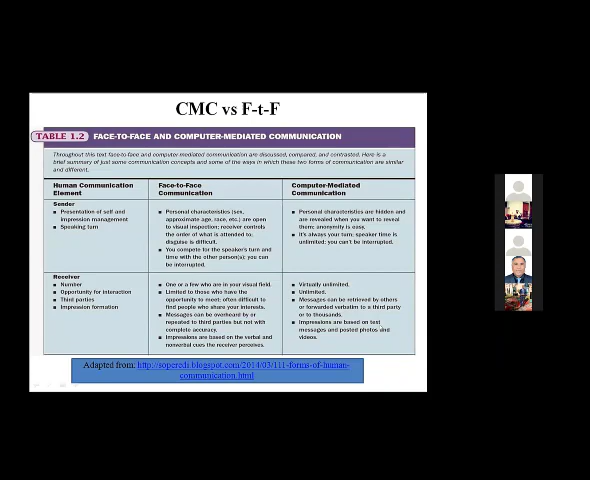 CMC vs F-t-F
TABLE 1.2 FACE-TO-FACE AND COMPUTER-MEDIATED COMMUNICATION
Throughout this text face-to-face and computer-mediated communication are discussed, compared, and contrasted. Here is a
brief summary of just some communication concepts and some of the ways in which these two forms of communication are similar
and different.
Human Communication
Element
Face-to-Face
Communication
Computer-Mediated
Communication
Sender
■ Presentation of self and
impression management
■ Speaking turn
■ Personal characteristics (sex,
approximate age, race, etc.) are open
to visual inspection; receiver controls
the order of what is attended to;
disguise is difficult.
■ You compete for the speaker's turn and
time with the other person(s); you can
be interrupted.
■ Personal characteristics are hidden and
are revealed when you want to reveal
them; anonymity is easy.
■ It's always your turn; speaker time is
unlimited; you can't be interrupted.
Receiver
■ Number
■ Opportunity for interaction
■ Third parties
■ Impression formation
■ One or a few who are in your visual field.
■ Limited to those who have the
opportunity to meet; often difficult to
find people who share your interests.
■ Messages can be overheard by or
repeated to third parties but not with
complete accuracy.
■ Impressions are based on the verbal and
nonverbal cues the receiver perceives.
■ Virtually unlimited.
■ Unlimited.
■ Messages can be retrieved by others
or forwarded verbatim to a third party
or to thousands.
■ Impressions are based on text
messages and posted photos and
videos.
Adapted from: http://soperedi.blogspot.com/2014/03/111-forms-of-human-
communication.html